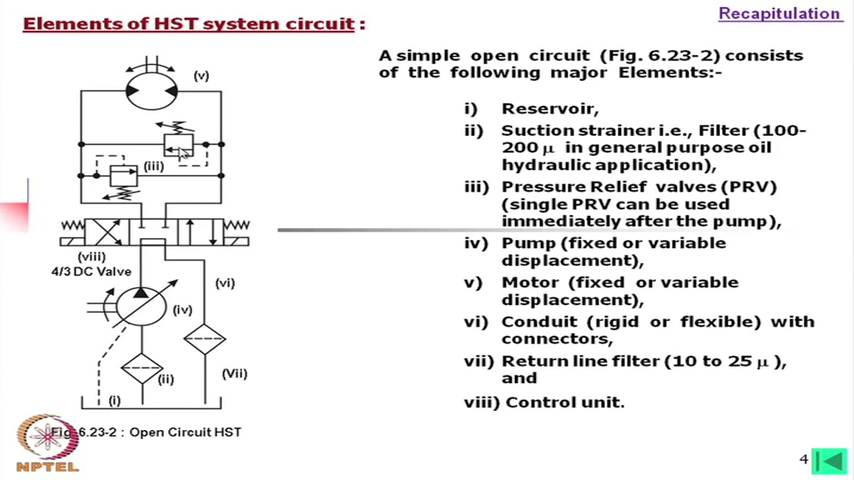 Elements of HST system circuit :
Recapitulation
A simple open circuit (Fig. 6.23-2) consists
of the following major Elements:-
i) Reservoir,
ii) Suction strainer i.e., Filter (100-
200 μ in general purpose oil
hydraulic application),
iii) Pressure Relief valves (PRV)
(single PRV can be used
immediately after the pump),
iv) Pump (fixed or variable
displacement),
v) Motor (fixed or variable
displacement),
vi) Conduit (rigid or flexible) with
connectors,
vii) Return line filter (10 to 25 μ ),
and
viii) Control unit.
(v)
(iii)
(viii)
4/3 DC Valve
(vi)
(iv)
(ii)
(Vii)
(i)
Fig 6.23-2 : Open Circuit HST
NPTEL
4